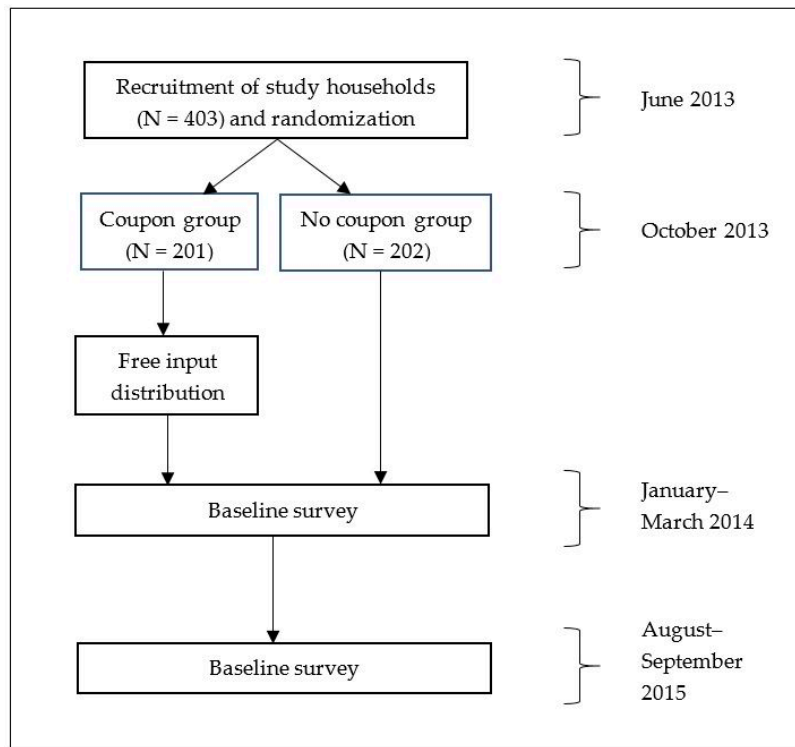 Recruitment of study households
(N = 403) and randomization
June 2013
Coupon group
(N = 201)
No coupon group
(N = 202)
October 2013
Free input
distribution
Baseline survey
January–
March 2014
Baseline survey
August–
September
2015